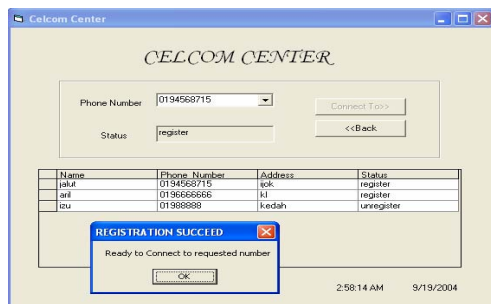 Celcom Center
CELCOM CENTER
Phone Number 0194568715
Connect To>>
Status register
<<Back
Name Phone_Number Address Status
jalut 0194568715 ijok register
aril 0196666666 kl register
izu 01988888 kedah unregister
REGISTRATION SUCCEED
Ready to Connect to requested number
OK
2:58:14 AM 9/19/2004